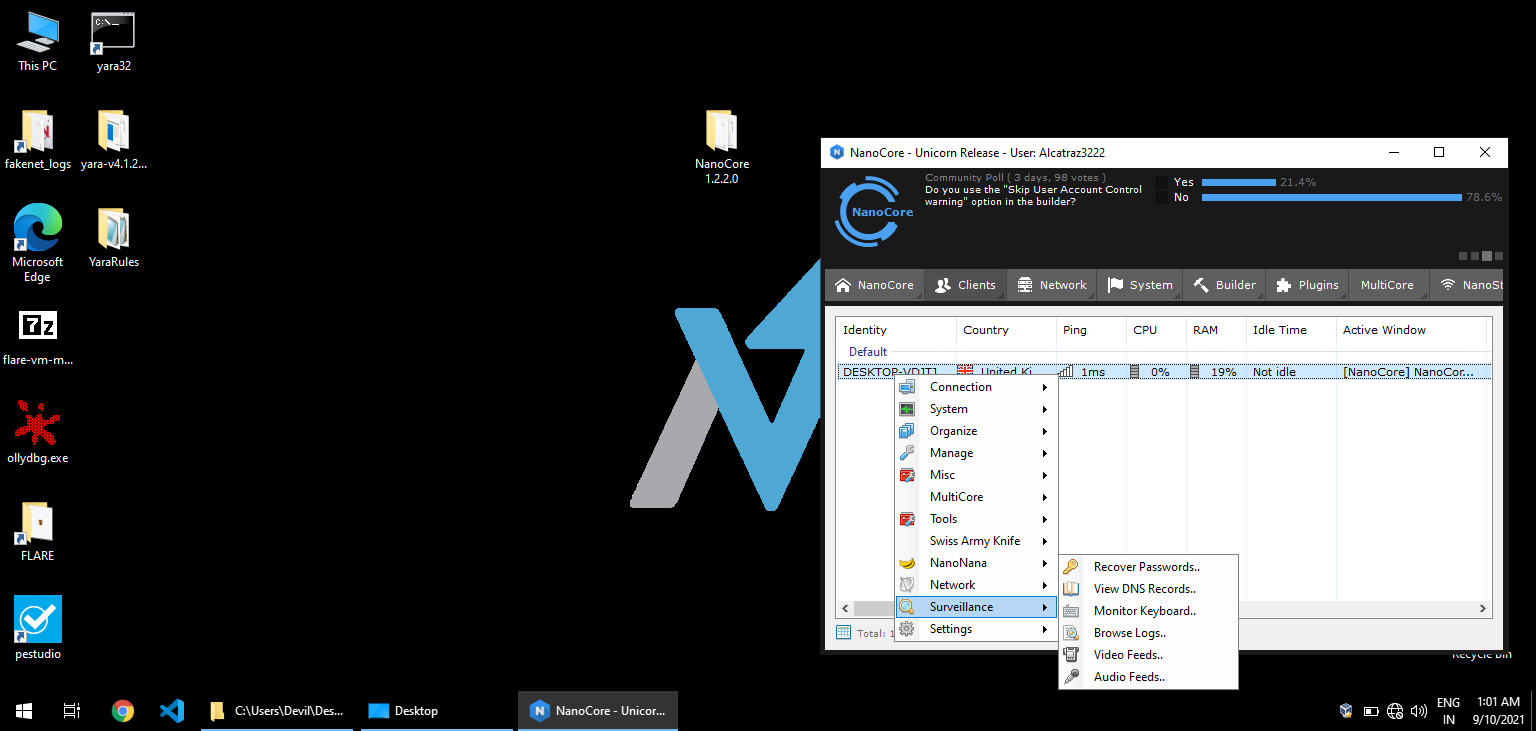 This PC
yara32
fakenet_logs
yara-v4.1.2...
Microsoft
Edge
YaraRules
7z
flare-vm-m...
ollydbg.exe
FLARE
pestudio
NanoCore
1.2.2.0
NanoCore - Unicorn Release - User: Alcatraz3222
NanoCore
Community Poll ( 3 days, 98 votes )
Do you use the "Skip User Account Control
warning" option in the builder?
Yes 21.4%
No 78.6%
NanoCore Clients Network System Builder Plugins MultiCore NanoSt
Identity Country Ping CPU RAM Idle Time Active Window
Default
United Ki... 1ms 0% 19% Not idle [NanoCore] NanoCor...
Connection
System
Organize
Manage
Misc
MultiCore
Tools
Swiss Army Knife
NanoNana
Network
Surveillance
Settings
Recover Passwords..
View DNS Records..
Monitor Keyboard..
Browse Logs..
Video Feeds..
Audio Feeds..
Total: 1
Recycle Bin
C:\Users\Devil\Des...
Desktop
NanoCore - Unicor...
ENG
IN
1:01 AM
9/10/2021